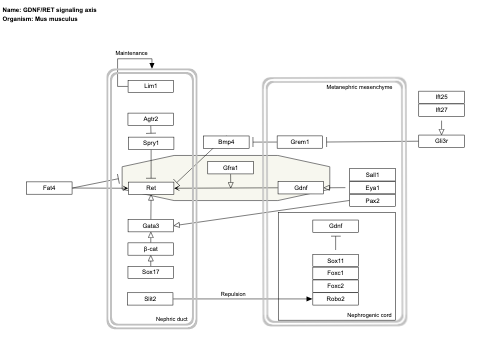 Name: GDNF/RET signaling axis
Organism: Mus musculus
Maintenance
Lim1
Metanephric mesenchyme
Ift25
Ift27
Agtr2
Spry1
Bmp4
Grem1
Gli3r
Gfra1
Sall1
Fat4
Ret
Gdnf
Eya1
Pax2
Gata3
Gdnf
β-cat
Sox11
Sox17
Foxc1
Foxc2
Slit2
Repulsion
Robo2
Nephric duct
Nephrogenic cord